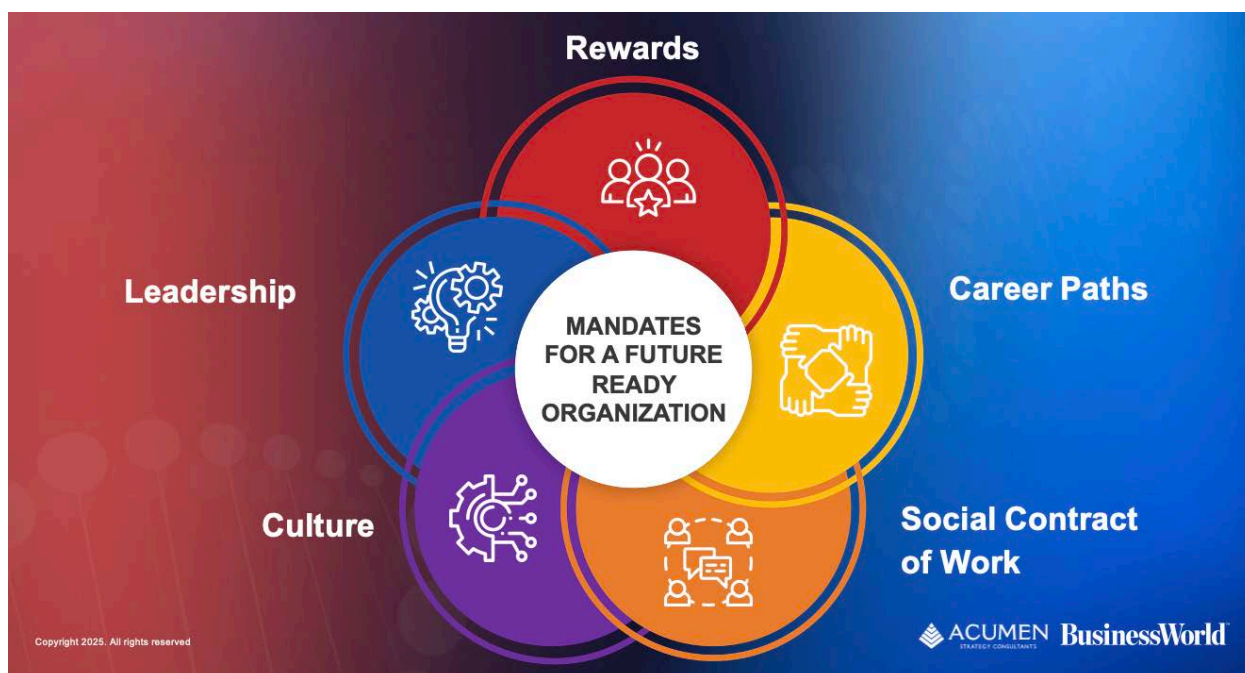 Rewards
Leadership
Career Paths
MANDATES
FOR A FUTURE
READY
ORGANIZATION
Culture
Social Contract
of Work
Copyright 2025. All rights reserved
ACUMEN
STRATEGY CONSULTANTS
BusinessWorld